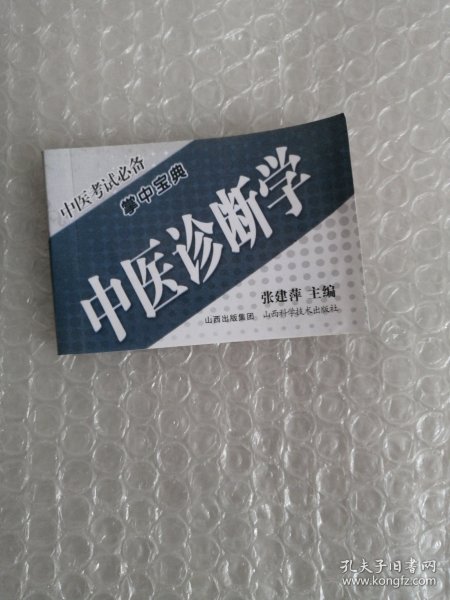 中医考试必备
掌中宝典
中医诊断学
张建萍 主编
山西出版集团 山西科学技术出版社
孔夫子旧书网
www.kongfz.com